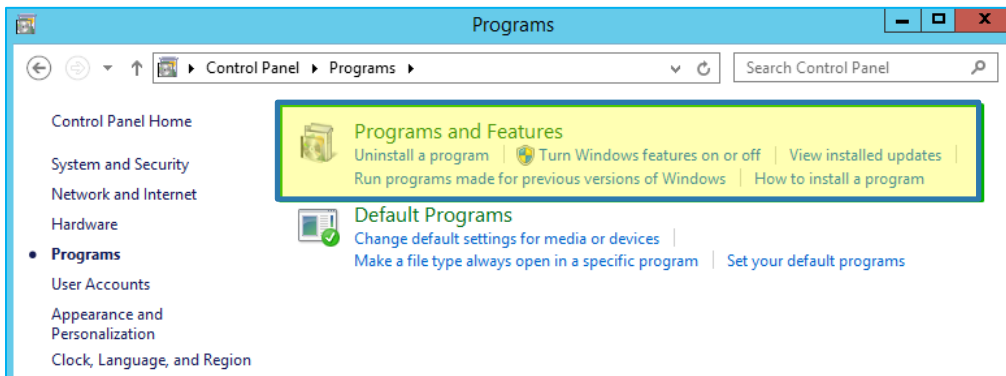 Programs
Control Panel ▸ Programs ▸
Search Control Panel
Control Panel Home
System and Security
Network and Internet
Hardware
• Programs
User Accounts
Appearance and
Personalization
Clock, Language, and Region
Programs and Features
Uninstall a program | Turn Windows features on or off | View installed updates |
Run programs made for previous versions of Windows | How to install a program
Default Programs
Change default settings for media or devices |
Make a file type always open in a specific program | Set your default programs